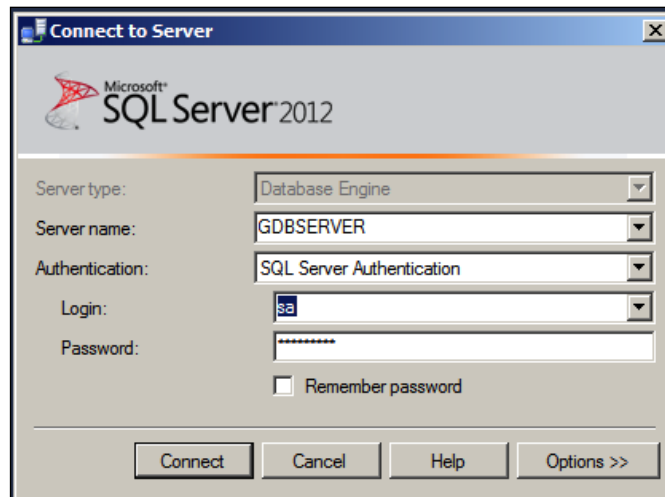 Connect to Server
Microsoft®
SQL Server® 2012
Server type: Database Engine
Server name: GDBSERVER
Authentication: SQL Server Authentication
Login: sa
Password: *********
Remember password
Connect Cancel Help Options >>